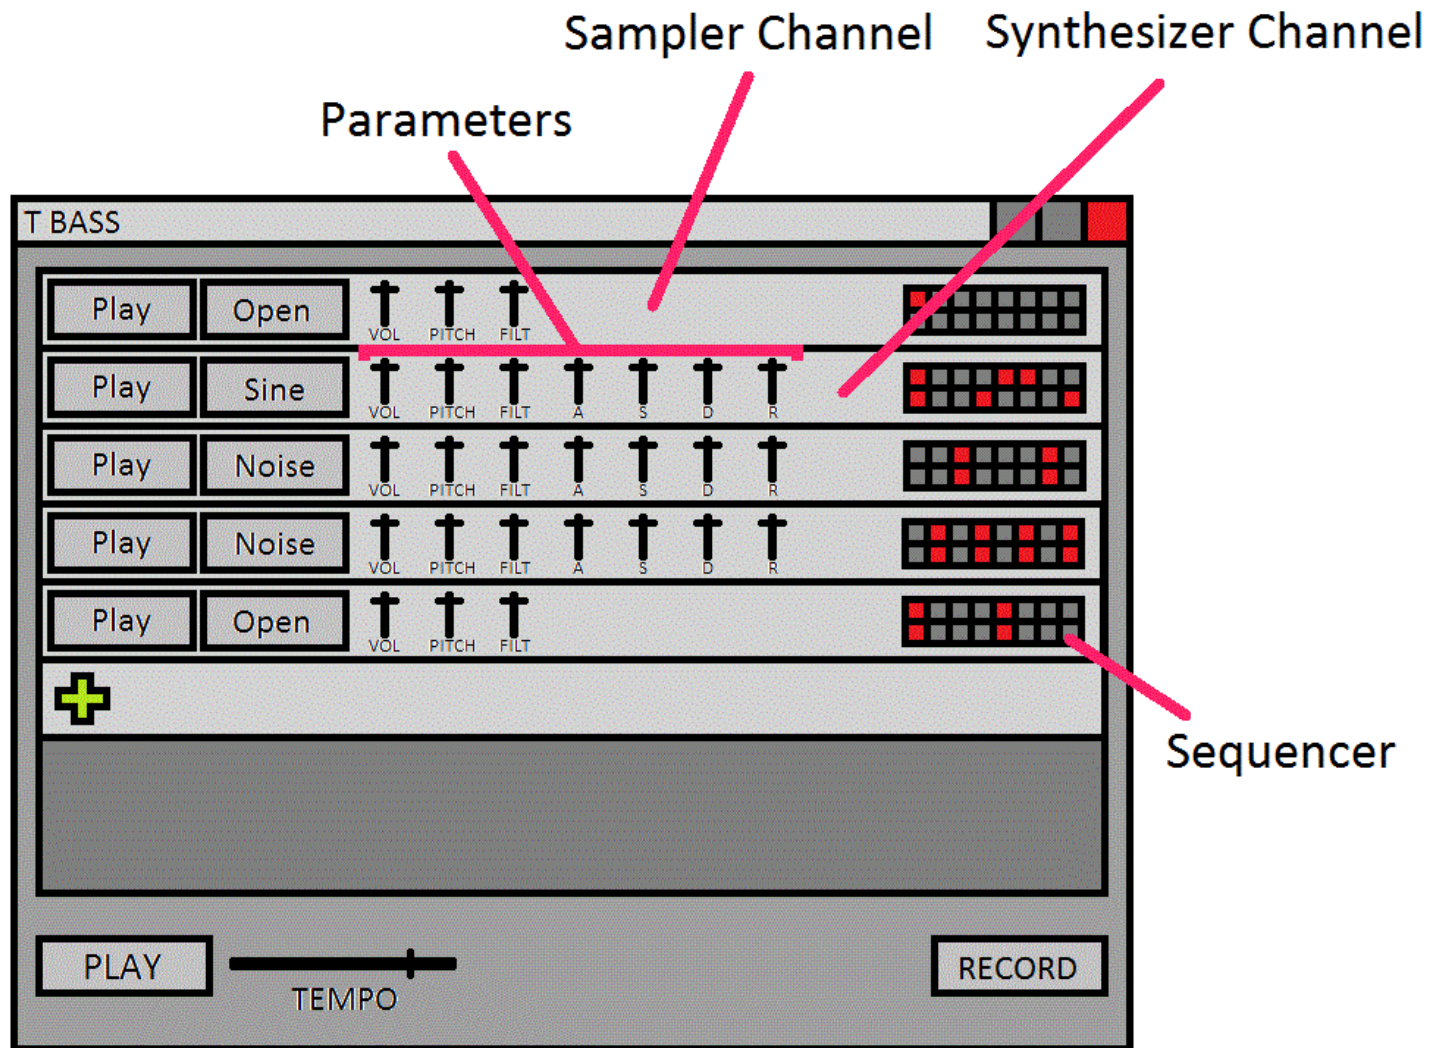 Sampler Channel
Synthesizer Channel
Parameters
T BASS
Play Open VOL PITCH FILT
Play Sine VOL PITCH FILT A S D R
Play Noise VOL PITCH FILT A S D R
Play Noise VOL PITCH FILT A S D R
Play Open VOL PITCH FILT
Sequencer
PLAY TEMPO RECORD